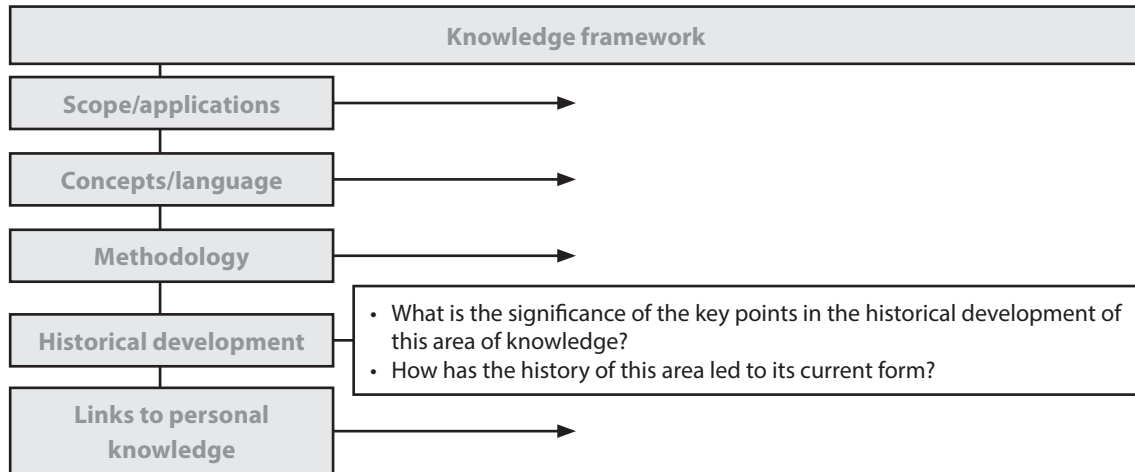 Knowledge framework
Scope/applications
Concepts/language
Methodology
Historical development
• What is the significance of the key points in the historical development of
this area of knowledge?
• How has the history of this area led to its current form?
Links to personal
knowledge